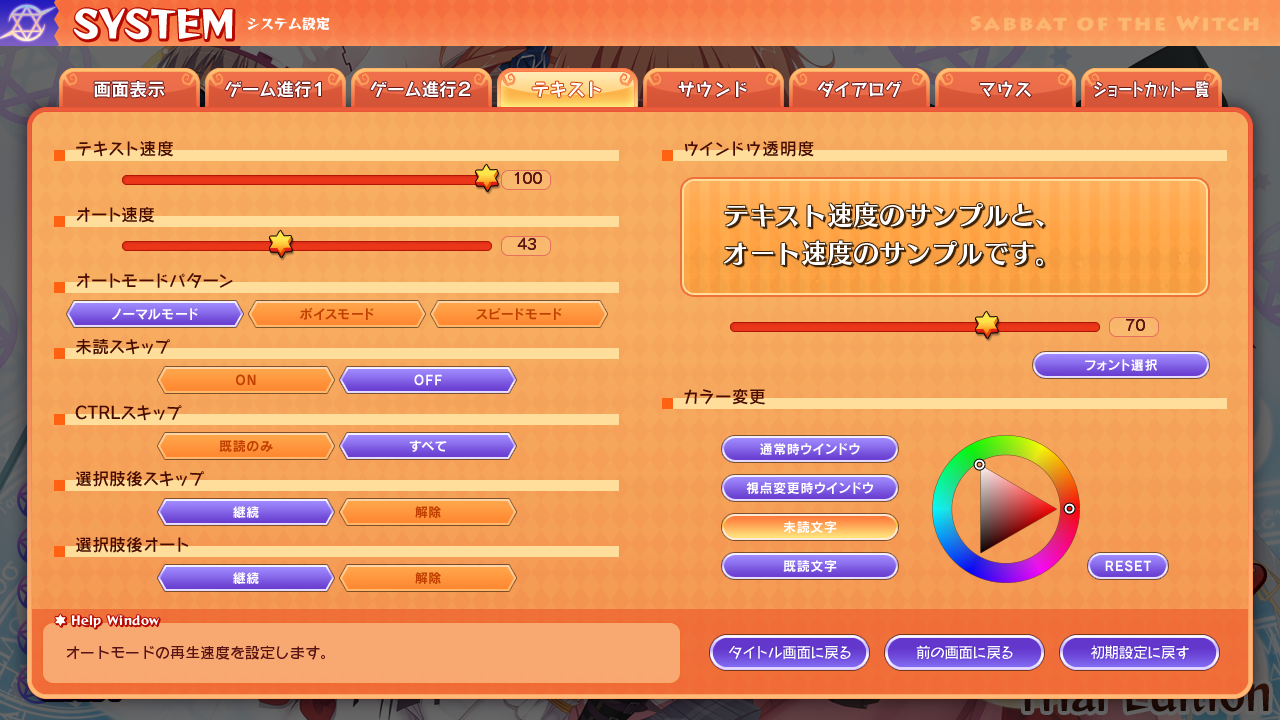 SYSTEM システム設定
SABBAT OF THE WITCH
画面表示 ゲーム進行1 ゲーム進行2 テキスト サウンド ダイアログ マウス ショートカット一覧
テキスト速度
100
オート速度
43
オートモードパターン
ノーマルモード ボイスモード スピードモード
未読スキップ
ON OFF
CTRLスキップ
既読のみ すべて
選択肢後スキップ
継続 解除
選択肢後オート
継続 解除
ウインドウ透明度
テキスト速度のサンプルと、
オート速度のサンプルです。
70
フォント選択
カラー変更
通常時ウインドウ
視点変更時ウインドウ
未読文字
既読文字
RESET
Help Window
オートモードの再生速度を設定します。
タイトル画面に戻る 前の画面に戻る 初期設定に戻す
Trial Edition